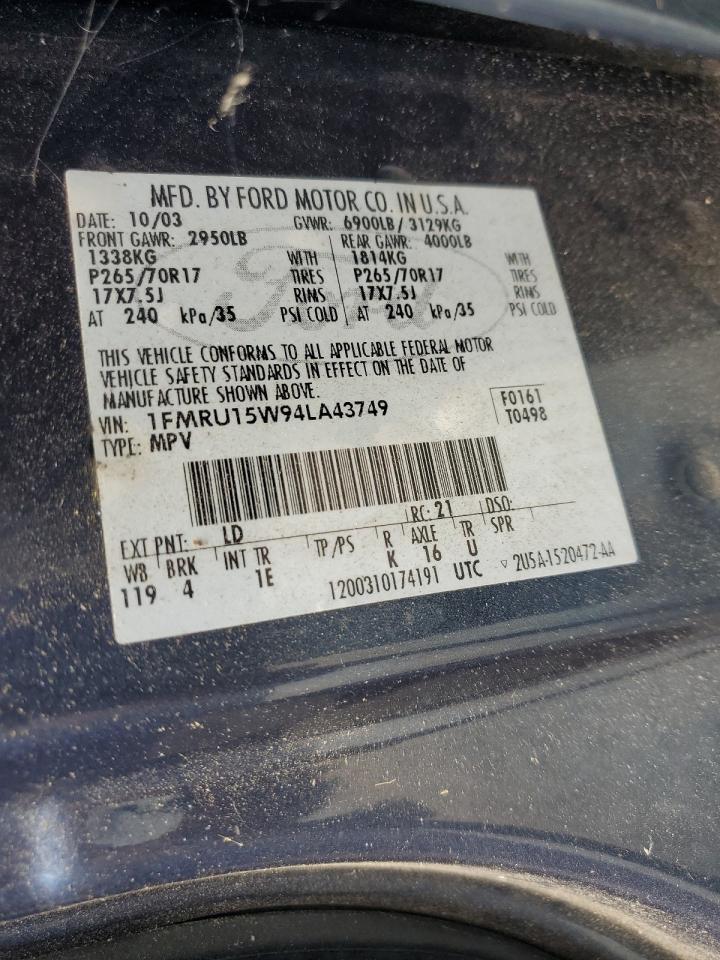 MFD. BY FORD MOTOR CO. IN U.S.A.
DATE: 10/03 GVWR: 6900LB / 3129KG
FRONT GAWR: 2950LB REAR GAWR: 4000LB
1338KG WITH 1814KG WITH
P265/70R17 TIRES P265/70R17 TIRES
17X7.5J RIMS 17X7.5J RIMS
AT 240 kPa/35 PSI COLD AT 240 kPa/35 PSI COLD
Ford
THIS VEHICLE CONFORMS TO ALL APPLICABLE FEDERAL MOTOR
VEHICLE SAFETY STANDARDS IN EFFECT ON THE DATE OF
MANUFACTURE SHOWN ABOVE.
VIN: 1FMRU15W94LA43749 F0161
TYPE: MPV T0498
EXT PNT: LD RC: 21 DSO:
WB BRK INT TR TP/PS R AXLE TR SPR
119 4 1E K 16 U
1200310174191 UTC ▽ 2U5A-1520472-AA